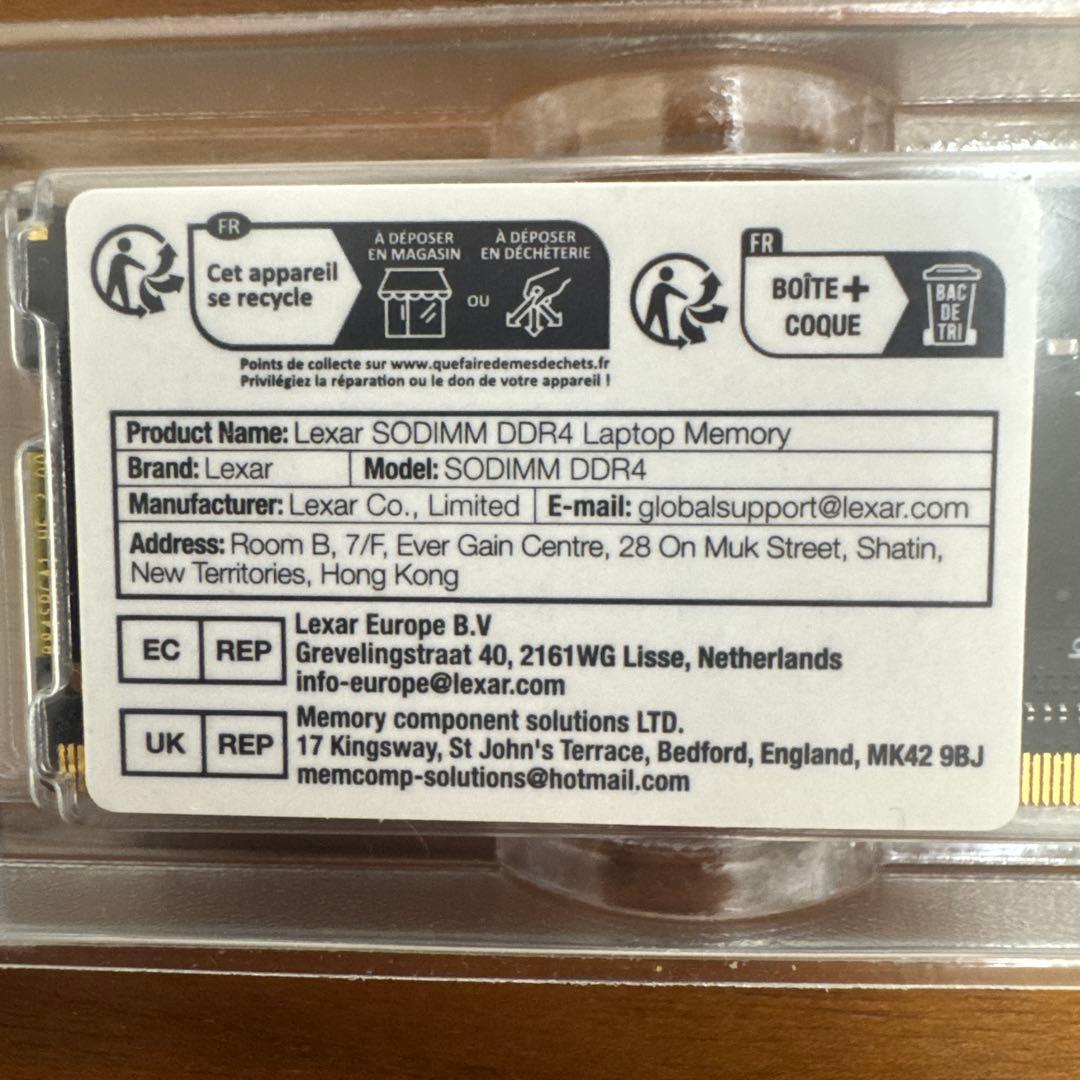 FR
Cet appareil
se recycle
À DÉPOSER
EN MAGASIN
OU
À DÉPOSER
EN DÉCHÈTERIE
Points de collecte sur www.quefairedemesdechets.fr
Privilégiez la réparation ou le don de votre appareil !
FR
BOÎTE +
COQUE
BAC
DE
TRI
Product Name: Lexar SODIMM DDR4 Laptop Memory
Brand: Lexar
Model: SODIMM DDR4
Manufacturer: Lexar Co., Limited
E-mail: globalsupport@lexar.com
Address: Room B, 7/F, Ever Gain Centre, 28 On Muk Street, Shatin,
New Territories, Hong Kong
EC REP
Lexar Europe B.V
Grevelingstraat 40, 2161WG Lisse, Netherlands
info-europe@lexar.com
UK REP
Memory component solutions LTD.
17 Kingsway, St John's Terrace, Bedford, England, MK42 9BJ
memcomp-solutions@hotmail.com